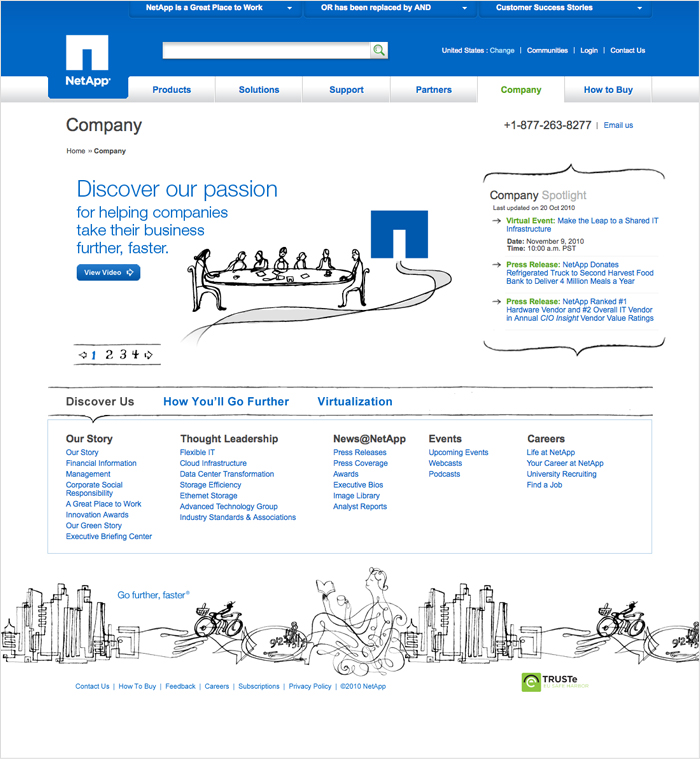 NetApp is a Great Place to Work
OR has been replaced by AND
Customer Success Stories
United States : Change | Communities | Login | Contact Us
NetApp
Products
Solutions
Support
Partners
Company
How to Buy
Company
+1-877-263-8277 | Email us
Home » Company
Discover our passion
for helping companies
take their business
further, faster.
View Video
1 2 3 4
Company Spotlight
Last updated on 20 Oct 2010
Virtual Event: Make the Leap to a Shared IT
Infrastructure
Date: November 9, 2010
Time: 10:00 a.m. PST
Press Release: NetApp Donates
Refrigerated Truck to Second Harvest Food
Bank to Deliver 4 Million Meals a Year
Press Release: NetApp Ranked #1
Hardware Vendor and #2 Overall IT Vendor
in Annual CIO Insight Vendor Value Ratings
Discover Us
How You'll Go Further
Virtualization
Our Story
Our Story
Financial Information
Management
Corporate Social
Responsibility
A Great Place to Work
Innovation Awards
Our Green Story
Executive Briefing Center
Thought Leadership
Flexible IT
Cloud Infrastructure
Data Center Transformation
Storage Efficiency
Ethernet Storage
Advanced Technology Group
Industry Standards & Associations
News@NetApp
Press Releases
Press Coverage
Awards
Executive Bios
Image Library
Analyst Reports
Events
Upcoming Events
Webcasts
Podcasts
Careers
Life at NetApp
Your Career at NetApp
University Recruiting
Find a Job
Go further, faster®
Contact Us | How To Buy | Feedback | Careers | Subscriptions | Privacy Policy | ©2010 NetApp
TRUSTe
EU SAFE HARBOR